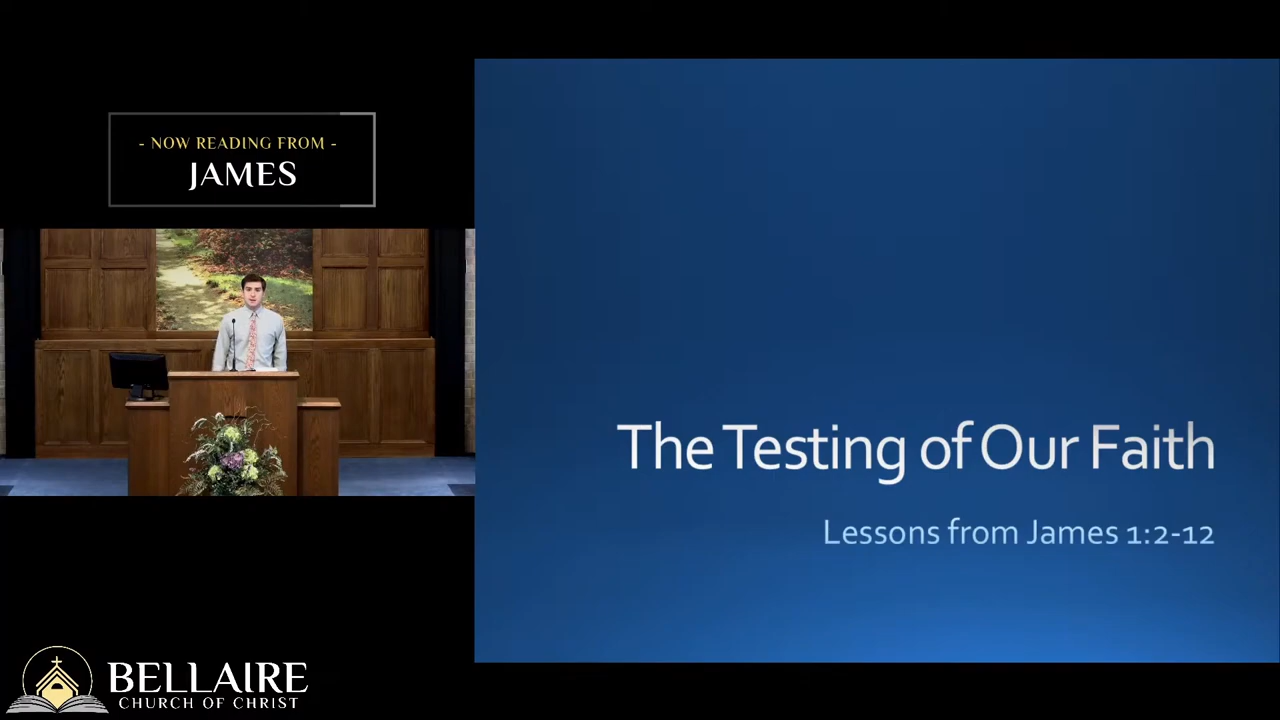 - NOW READING FROM -
JAMES
The Testing of Our Faith
Lessons from James 1:2-12
BELLAIRE
CHURCH OF CHRIST